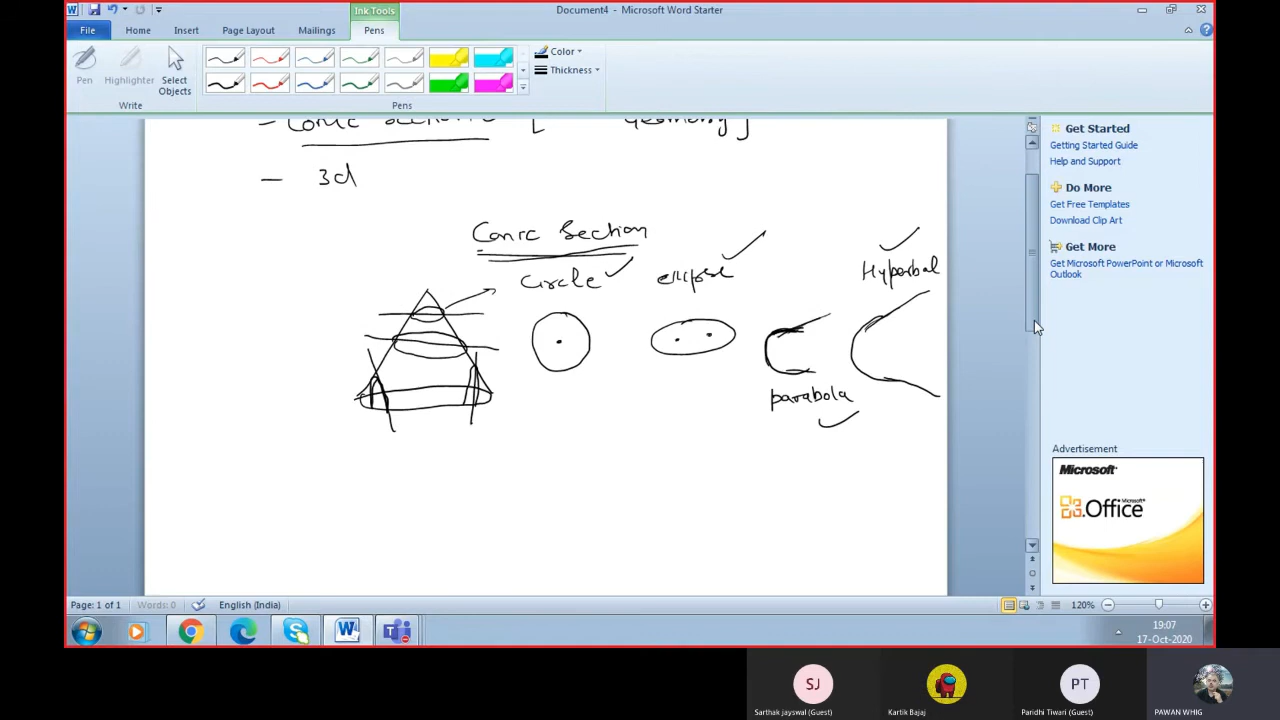 Document4 - Microsoft Word Starter
Ink Tools
File Home Insert Page Layout Mailings Pens
Pen Highlighter Select Objects
Color
Thickness
Write
Pens
- Conic Section [ Geometry ]
- 3d
Conic Section
Circle ellipse Hyperbal
parabola
Get Started
Getting Started Guide
Help and Support
Do More
Get Free Templates
Download Clip Art
Get More
Get Microsoft PowerPoint or Microsoft
Outlook
Advertisement
Microsoft
Office
Page: 1 of 1 Words: 0 English (India) 120%
19:07
17-Oct-2020
SJ PT
Sarthak jayswal (Guest) Kartik Bajaj Paridhi Tiwari (Guest) PAWAN WHIG